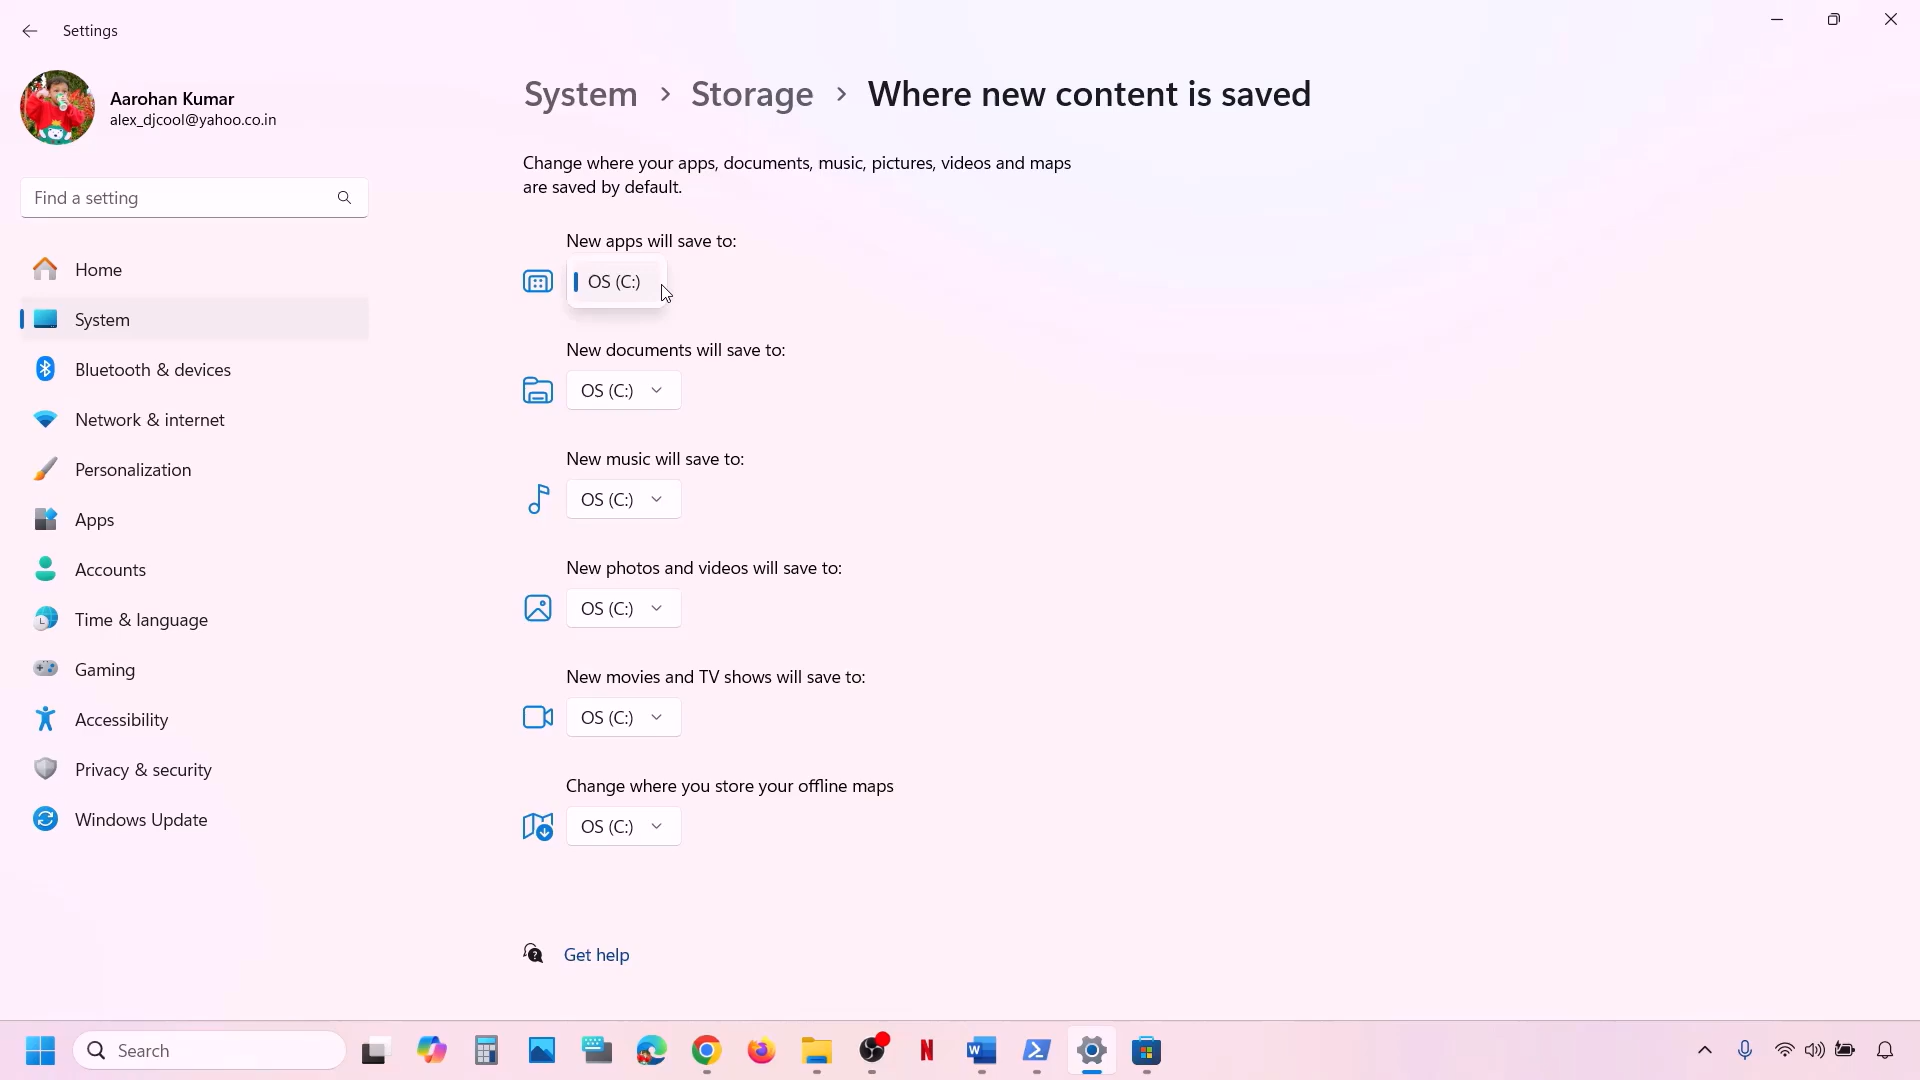 Settings
Aarohan Kumar
alex_djcool@yahoo.co.in
Find a setting
Home
System
Bluetooth & devices
Network & internet
Personalization
Apps
Accounts
Time & language
Gaming
Accessibility
Privacy & security
Windows Update
System > Storage > Where new content is saved
Change where your apps, documents, music, pictures, videos and maps
are saved by default.
New apps will save to:
OS (C:)
New documents will save to:
OS (C:)
New music will save to:
OS (C:)
New photos and videos will save to:
OS (C:)
New movies and TV shows will save to:
OS (C:)
Change where you store your offline maps
OS (C:)
Get help
Search